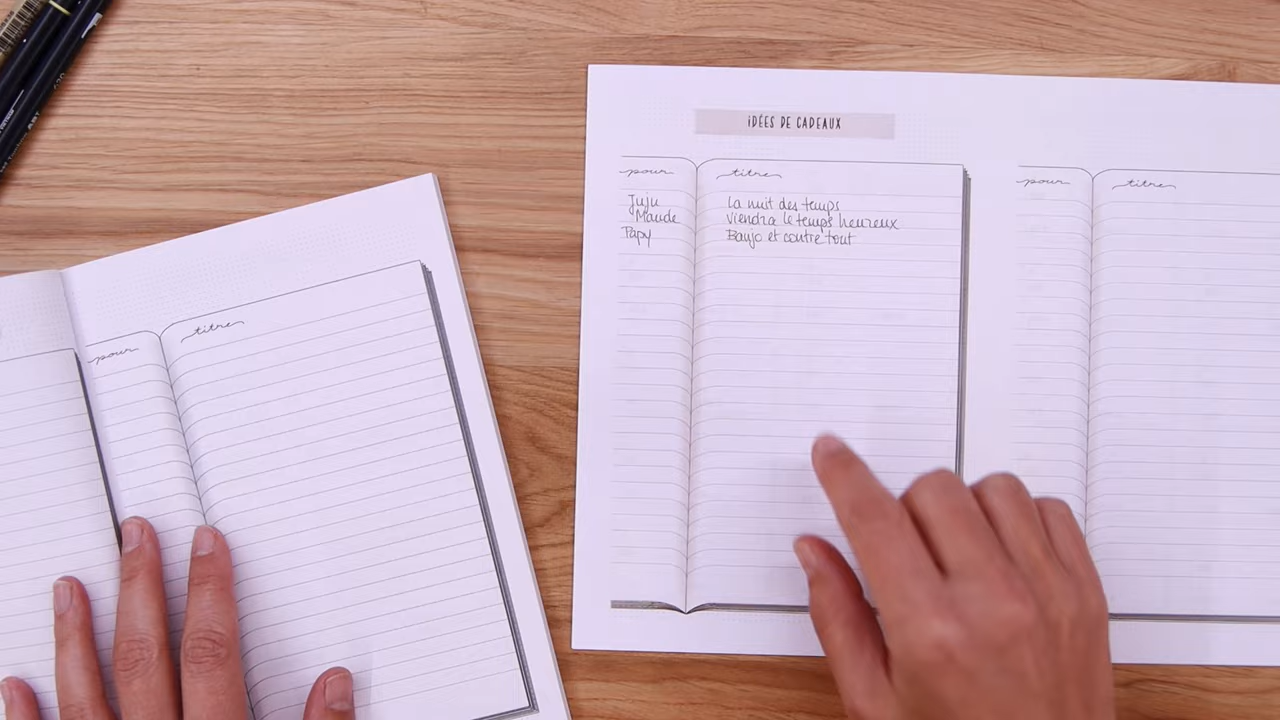 iDÉES DE CADEAUX
pour titre
Juju La nuit des temps
Maude Viendra le temps heureux
Papy Banjo et contre tout
pour titre
pour titre